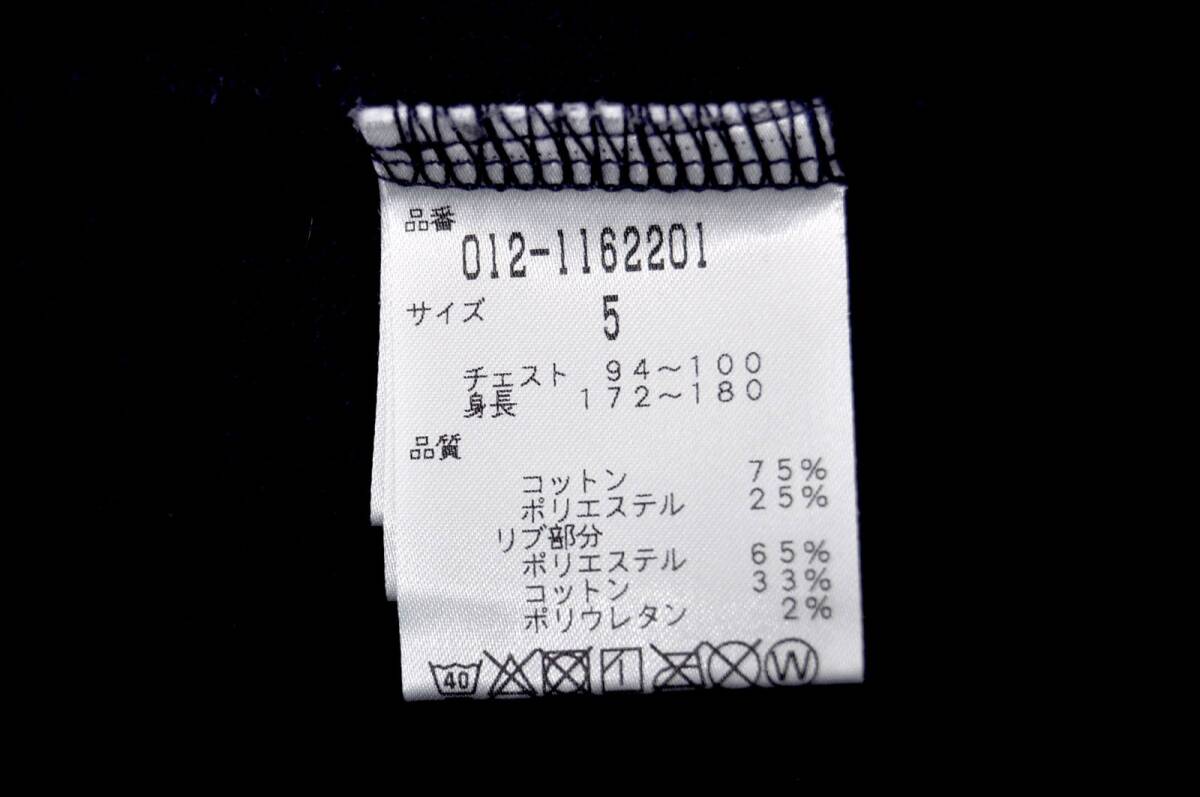 品番
012-1162201
サイズ 5
チェスト 94～100
身長 172～180
品質
コットン 75%
ポリエステル 25%
リブ部分
ポリエステル 65%
コットン 33%
ポリウレタン 2%
40 W